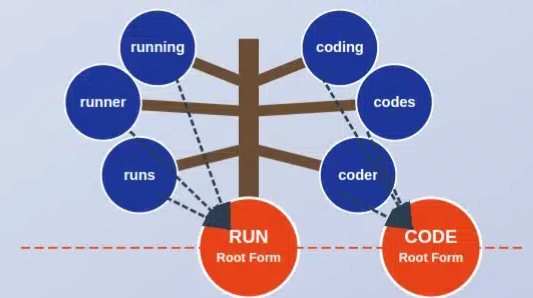 running
coding
runner
codes
runs
coder
RUN
Root Form
CODE
Root Form